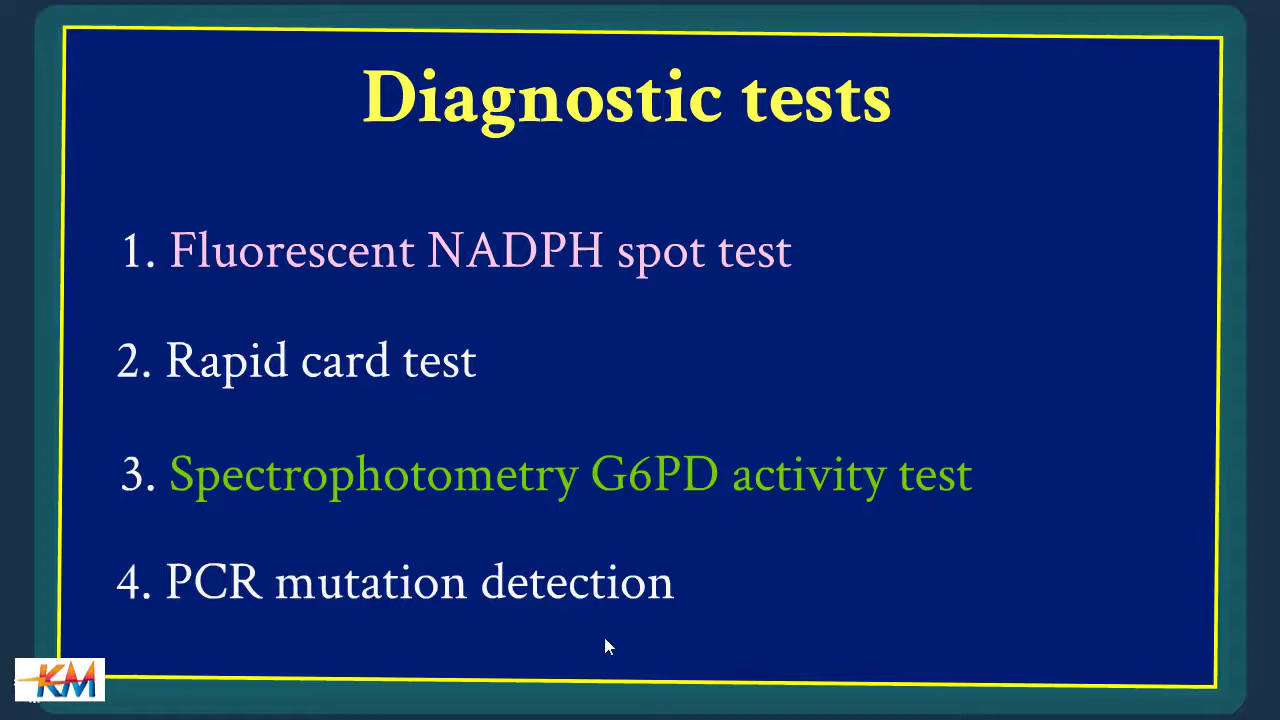 Diagnostic tests
1. Fluorescent NADPH spot test
2. Rapid card test
3. Spectrophotometry G6PD activity test
4. PCR mutation detection
KM